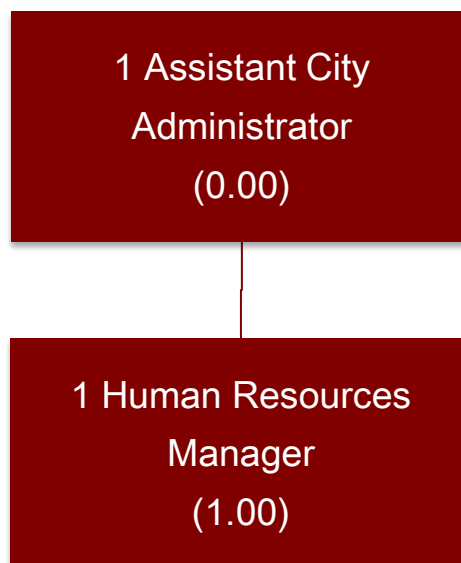 1 Assistant City
Administrator
(0.00)
1 Human Resources
Manager
(1.00)